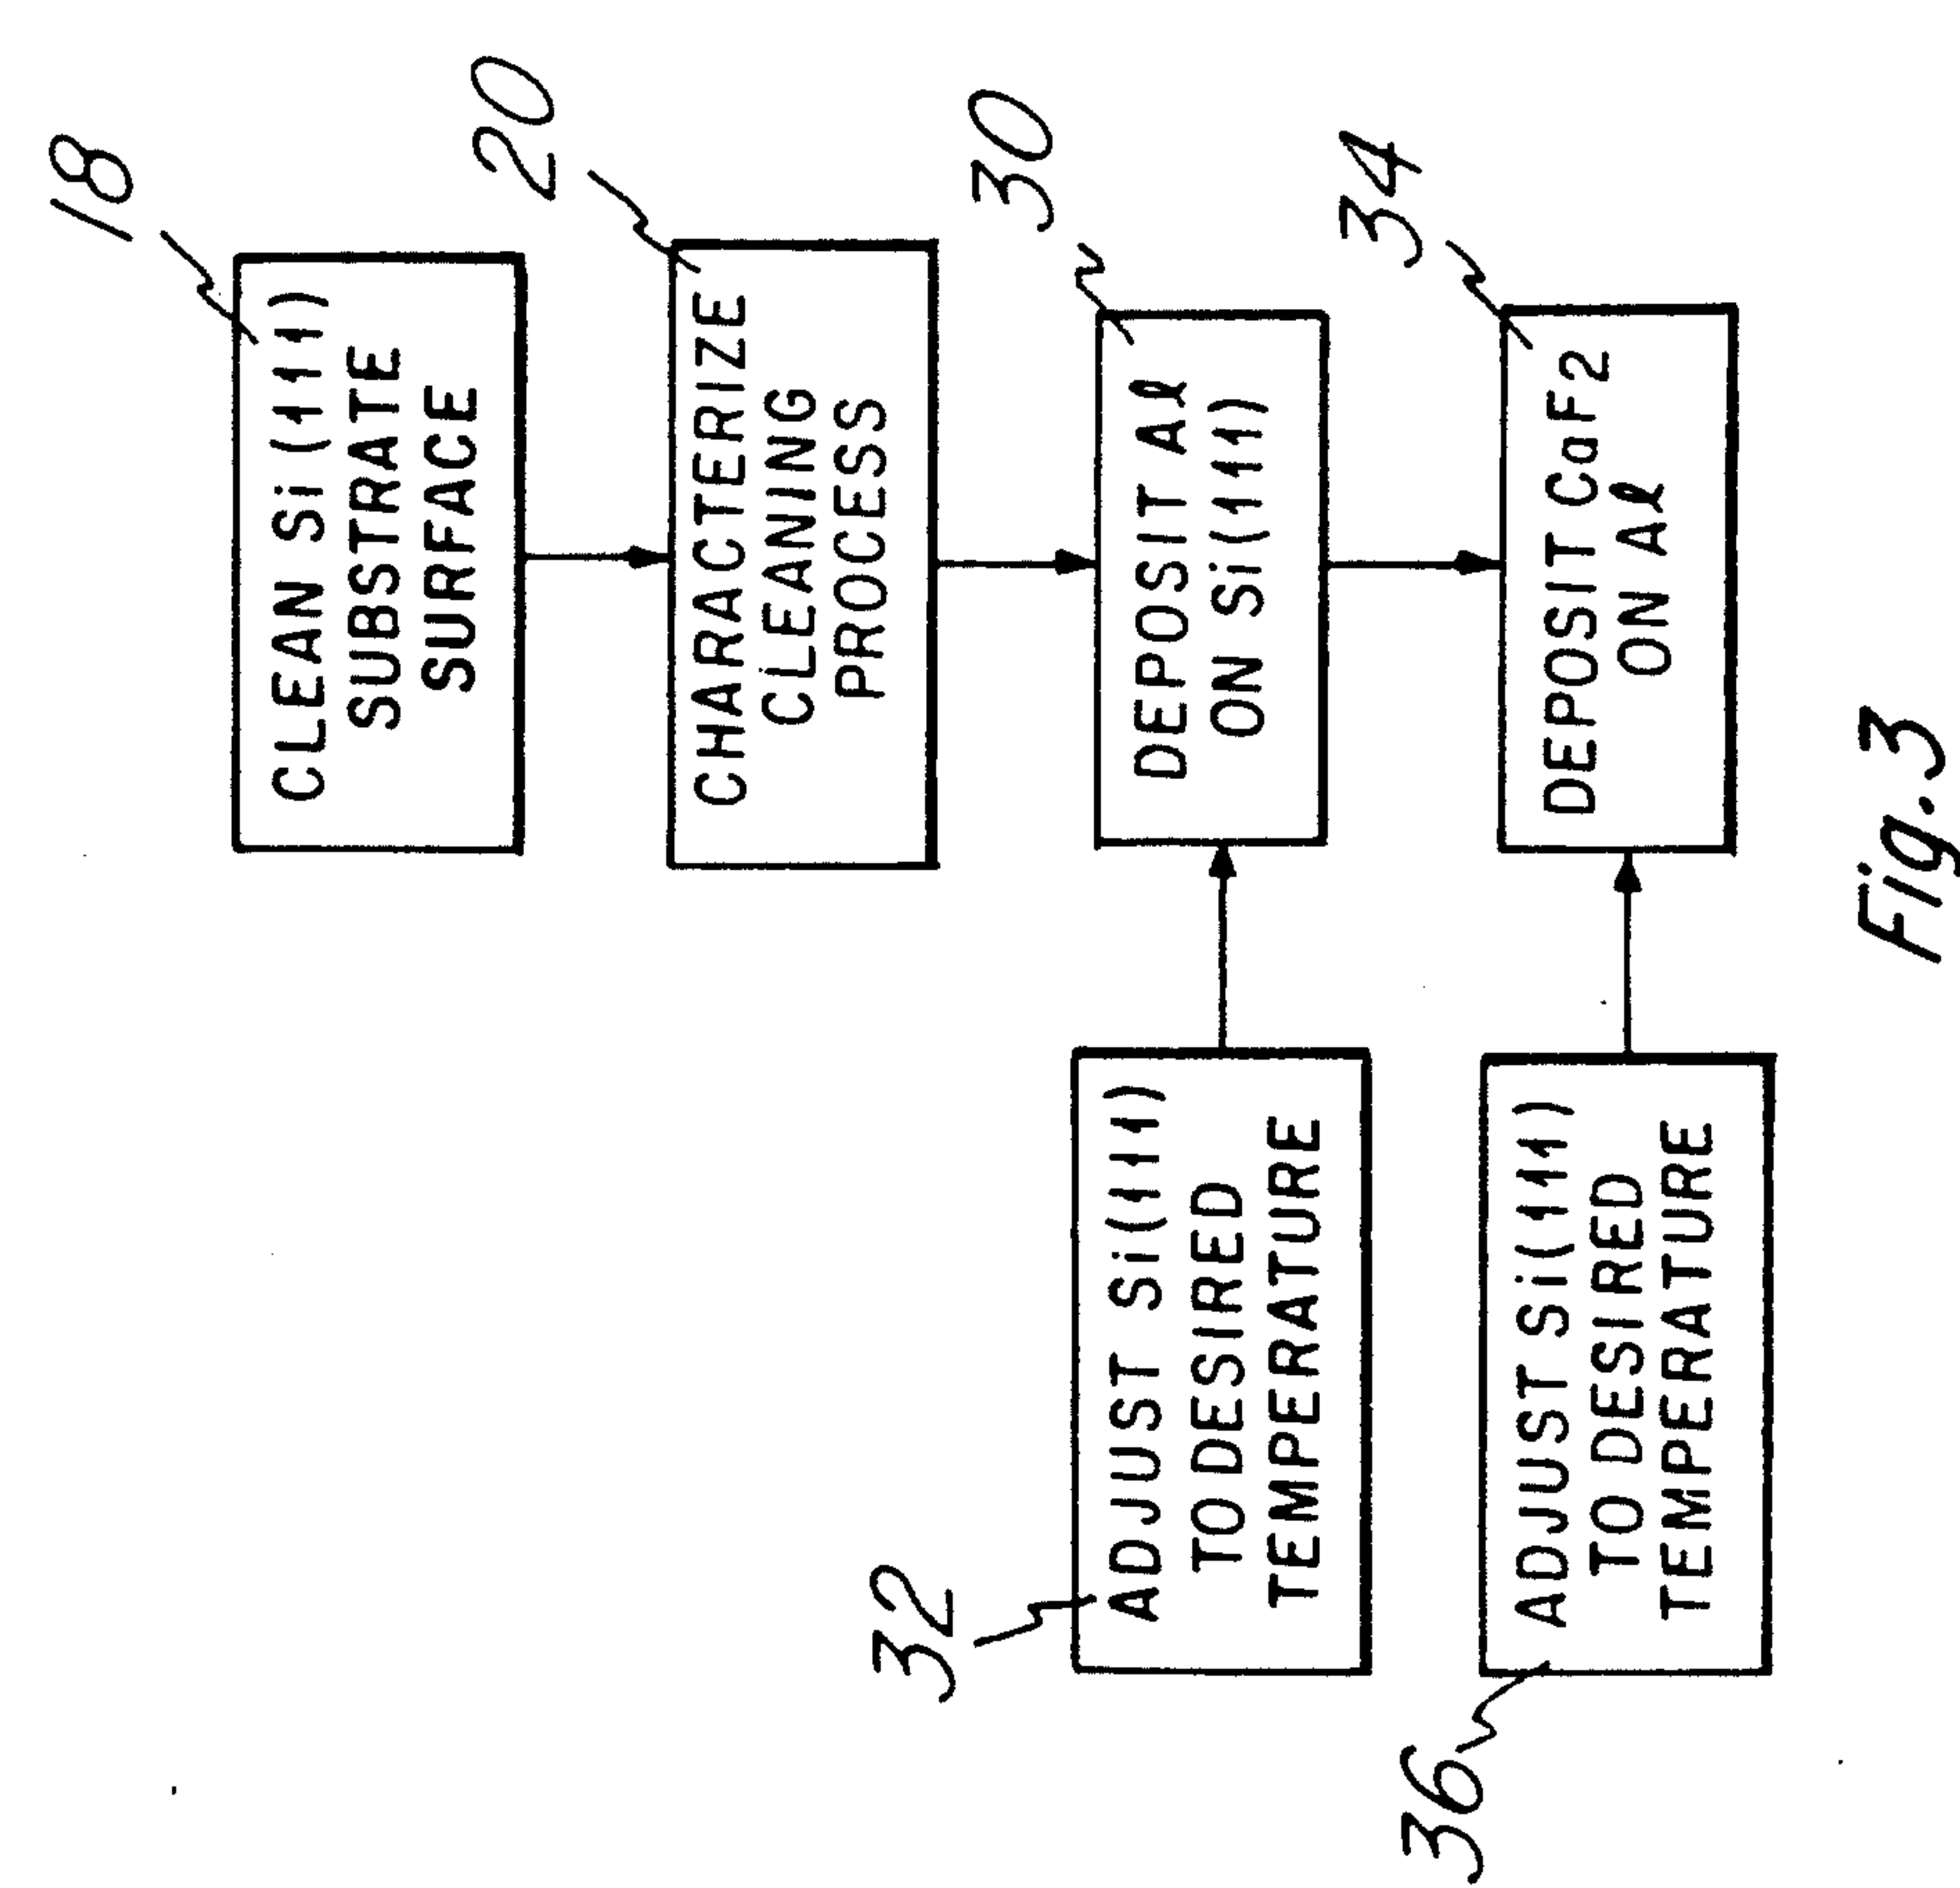 18
CLEAN Si(111)
SUBSTRATE
SURFACE
20
CHARACTERIZE
CLEANING
PROCESS
30
DEPOSIT Aℓ
ON Si(111)
32
ADJUST Si(111)
TO DESIRED
TEMPERATURE
34
DEPOSIT CaF2
ON Aℓ
36
ADJUST Si(111)
TO DESIRED
TEMPERATURE
Fig.3